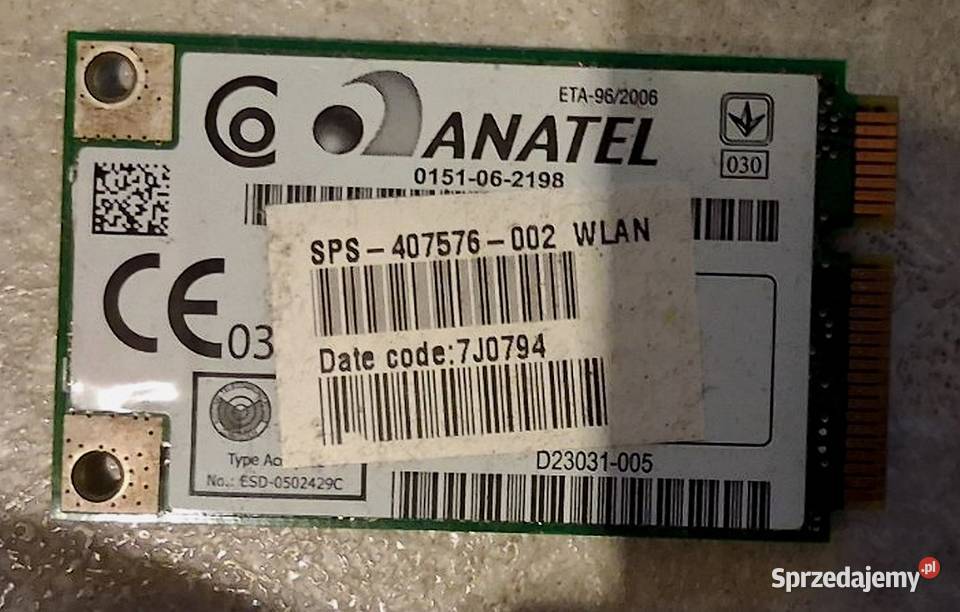 ETA-96/2006
ANATEL
0151-06-2198
030
SPS-407576-002 WLAN
CE 03
Date code:7J0794
Type
No.: ESD-0502429C
D23031-005
Sprzedajemy.pl